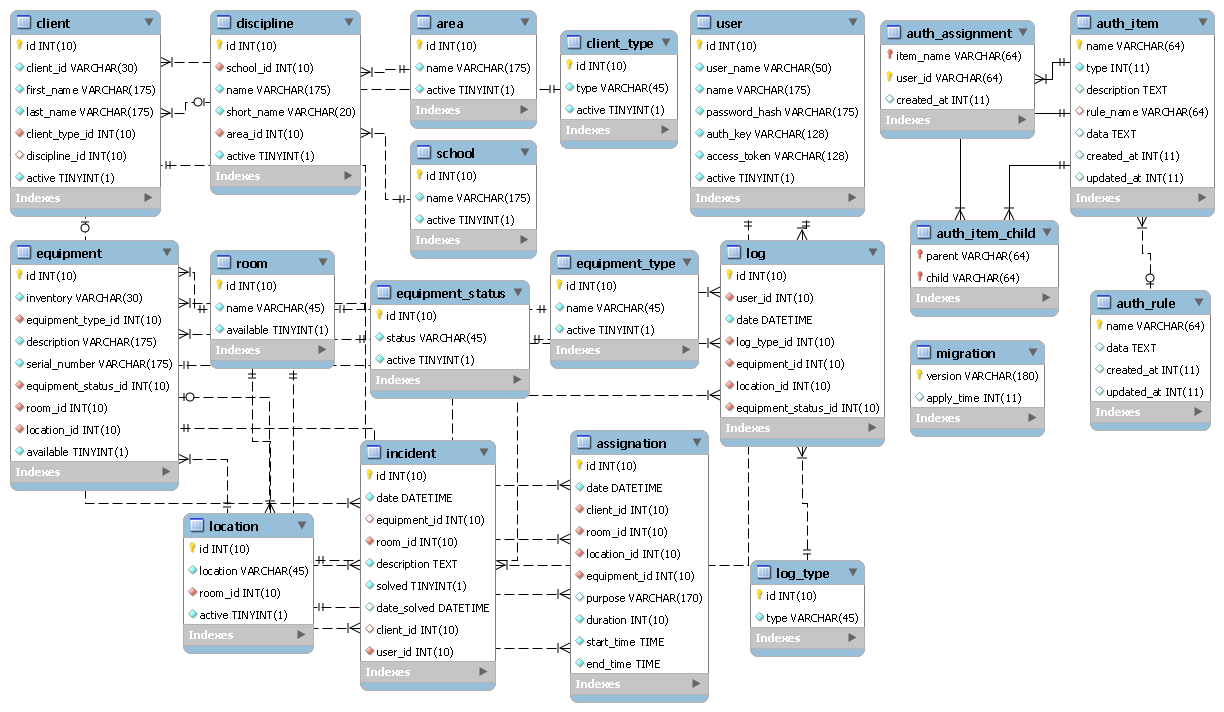 client
id INT(10)
client_id VARCHAR(30)
first_name VARCHAR(175)
last_name VARCHAR(175)
client_type_id INT(10)
discipline_id INT(10)
active TINYINT(1)
Indexes
discipline
id INT(10)
school_id INT(10)
name VARCHAR(175)
short_name VARCHAR(20)
area_id INT(10)
active TINYINT(1)
Indexes
area
id INT(10)
name VARCHAR(175)
active TINYINT(1)
Indexes
client_type
id INT(10)
type VARCHAR(45)
active TINYINT(1)
Indexes
school
id INT(10)
name VARCHAR(175)
active TINYINT(1)
Indexes
user
id INT(10)
user_name VARCHAR(50)
name VARCHAR(175)
password_hash VARCHAR(175)
auth_key VARCHAR(128)
access_token VARCHAR(128)
active TINYINT(1)
Indexes
auth_assignment
item_name VARCHAR(64)
user_id VARCHAR(64)
created_at INT(11)
Indexes
auth_item
name VARCHAR(64)
type INT(11)
description TEXT
rule_name VARCHAR(64)
data TEXT
created_at INT(11)
updated_at INT(11)
Indexes
equipment
id INT(10)
inventory VARCHAR(30)
equipment_type_id INT(10)
description VARCHAR(175)
serial_number VARCHAR(175)
equipment_status_id INT(10)
room_id INT(10)
location_id INT(10)
available TINYINT(1)
Indexes
room
id INT(10)
name VARCHAR(45)
available TINYINT(1)
Indexes
equipment_status
id INT(10)
status VARCHAR(45)
active TINYINT(1)
Indexes
equipment_type
id INT(10)
name VARCHAR(45)
active TINYINT(1)
Indexes
log
id INT(10)
user_id INT(10)
date DATETIME
log_type_id INT(10)
equipment_id INT(10)
location_id INT(10)
equipment_status_id INT(10)
Indexes
auth_item_child
parent VARCHAR(64)
child VARCHAR(64)
Indexes
auth_rule
name VARCHAR(64)
data TEXT
created_at INT(11)
updated_at INT(11)
Indexes
migration
version VARCHAR(180)
apply_time INT(11)
Indexes
location
id INT(10)
location VARCHAR(45)
room_id INT(10)
active TINYINT(1)
Indexes
incident
id INT(10)
date DATETIME
equipment_id INT(10)
room_id INT(10)
description TEXT
solved TINYINT(1)
date_solved DATETIME
client_id INT(10)
user_id INT(10)
Indexes
assignation
id INT(10)
date DATETIME
client_id INT(10)
room_id INT(10)
location_id INT(10)
equipment_id INT(10)
purpose VARCHAR(170)
duration INT(10)
start_time TIME
end_time TIME
Indexes
log_type
id INT(10)
type VARCHAR(45)
Indexes